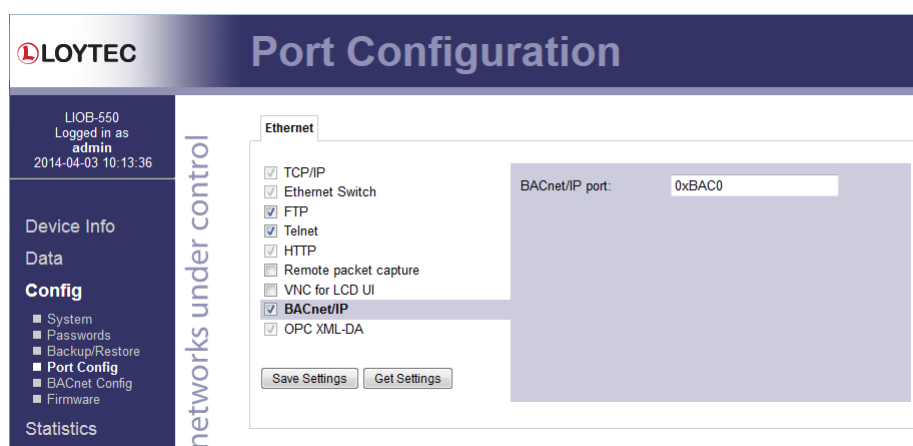 LOYTEC
Port Configuration
LIOB-550
Logged in as
admin
2014-04-03 10:13:36
Device Info
Data
Config
System
Passwords
Backup/Restore
Port Config
BACnet Config
Firmware
Statistics
networks under control
Ethernet
TCP/IP
Ethernet Switch
FTP
Telnet
HTTP
Remote packet capture
VNC for LCD UI
BACnet/IP
OPC XML-DA
Save Settings Get Settings
BACnet/IP port: 0xBAC0